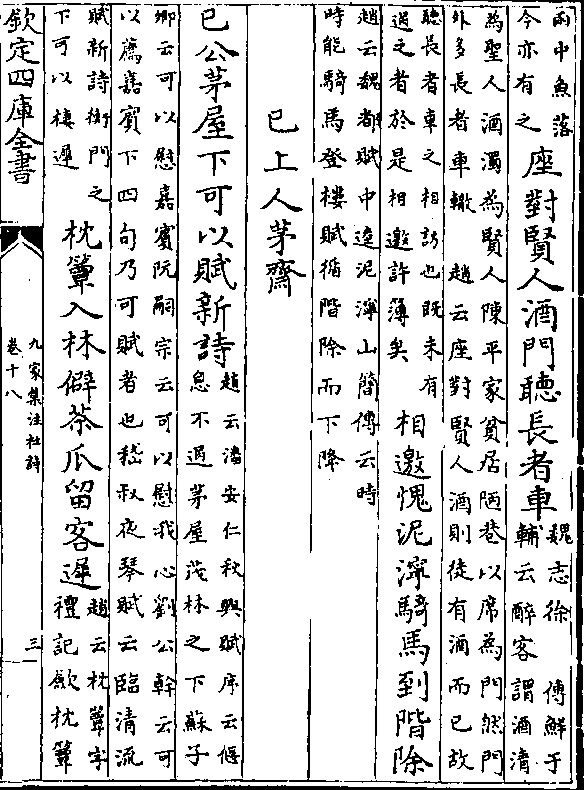 雨中魚落
今亦有之
座對賢人酒門聽長者車
魏志徐　傳鮮于
輔云醉客謂酒清
為聖人酒濁為賢人陳平家貧居陋巷以席為門然門
外多長者車轍　趙云座對賢人酒則徒有酒而已故
聽長者車之相訪也既未有
過之者於是相邀許簿矣
相邀愧泥濘騎馬到階除
趙云魏都賦中逵泥濘山簡傳云時
時能騎馬登樓賦循階除而下降
已上人茅齋
已公茅屋下可以賦新詩
趙云潘安仁秋興賦序云偃
息不過茅屋茂林之下蘇子
卿云可以慰嘉賓阮嗣宗云可以慰我心劉公幹云可
以薦嘉賓下四句乃可賦者也嵇叔夜琴賦云臨清流
賦新詩衡門之
下可以棲遲
枕簟入林僻茶瓜留客遲
趙云枕簟字
禮記歛枕簟
欽定四庫全書
九家集注杜詩
卷十八
三